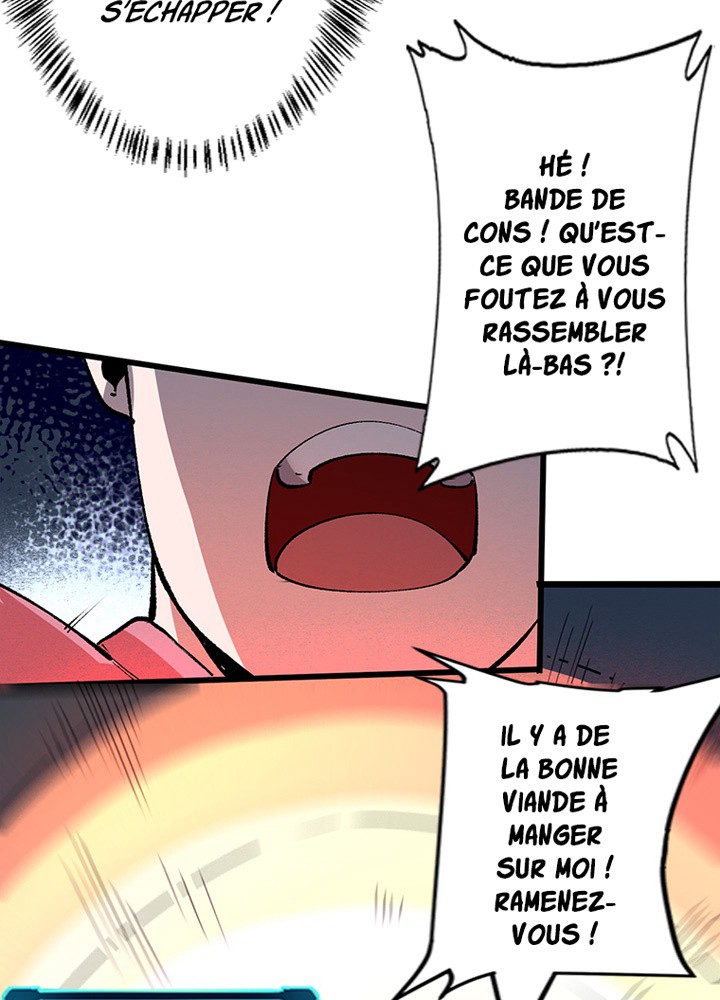 S'ÉCHAPPER !
HÉ !
BANDE DE
CONS ! QU'EST-
CE QUE VOUS
FOUTEZ À VOUS
RASSEMBLER
LÀ-BAS ?!
IL Y A DE
LA BONNE
VIANDE À
MANGER
SUR MOI !
RAMENEZ-
VOUS !